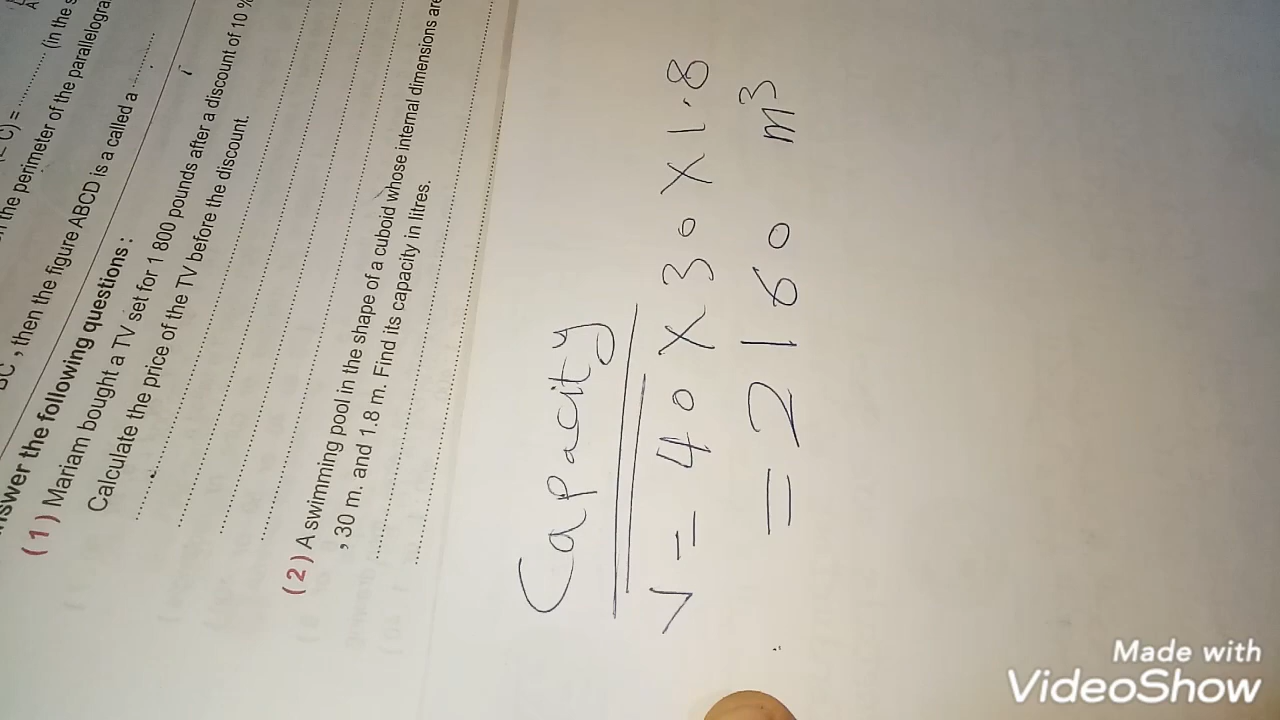 C) = .......... (in the
the perimeter of the parallelogra
BC , then the figure ABCD is a called a ..........
swer the following questions :
(1) Mariam bought a TV set for 1 800 pounds after a discount of 10 %
Calculate the price of the TV before the discount.
(2) A swimming pool in the shape of a cuboid whose internal dimensions are
, 30 m. and 1.8 m. Find its capacity in litres.
Capacity
V = 40 X 30 X 1.8
= 2160 m³
Made with
VideoShow